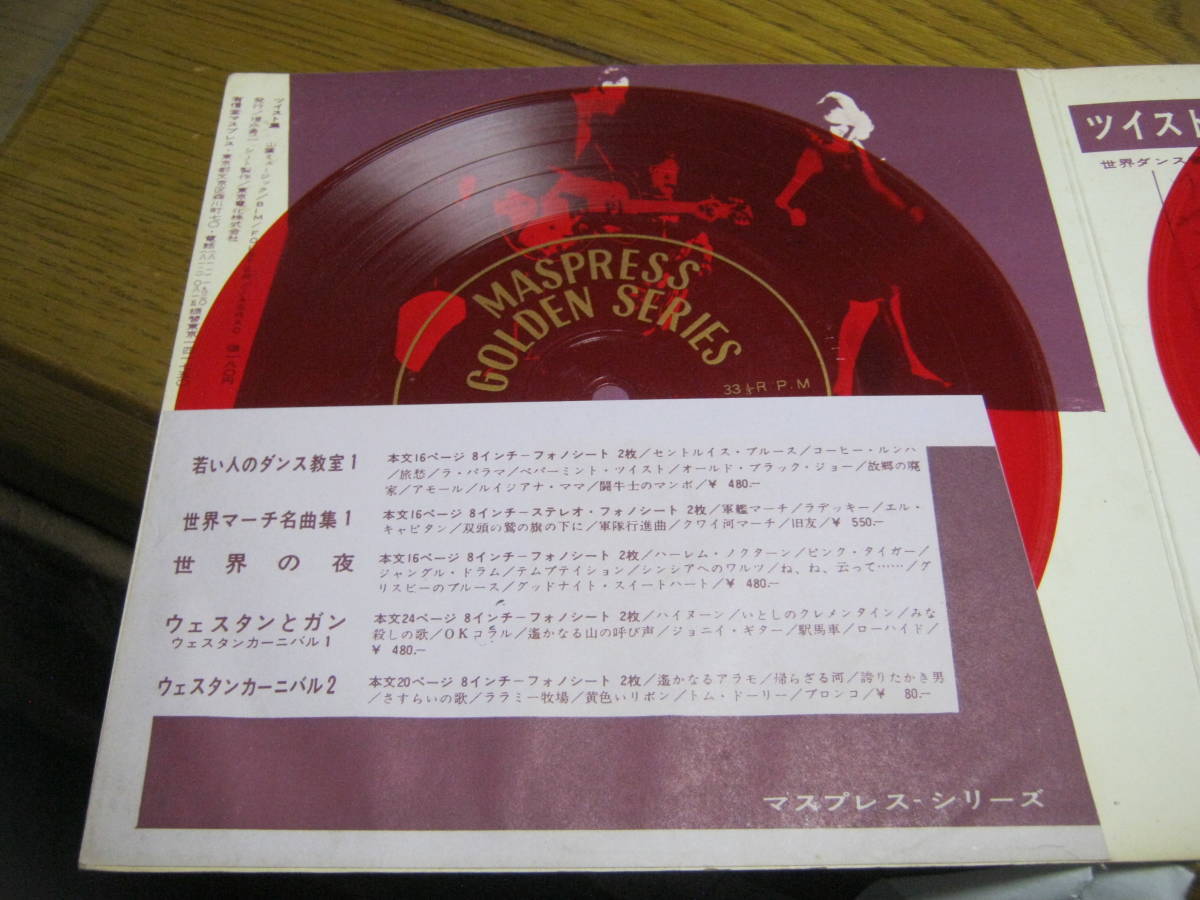 ツイスト
世界ダンス
MASPRESS
GOLDEN SERIES
33⅓R.P.M
若い人のダンス教室1
本文16ページ 8インチ-フォノシート 2枚/セントルイス・ブルース/コーヒー・ルンバ
/旅愁/ラ・パラマ/ペパーミント・ツイスト/オールド・ブラック・ジョー/故郷の廃
家/アモール/ルイジアナ・ママ/闘牛士のマンボ/¥ 480.-
世界マーチ名曲集1
本文16ページ 8インチ-ステレオ・フォノシート 2枚/軍艦マーチ/ラデッキー/エル・
キャピタン/双頭の鷲の旗の下に/軍隊行進曲/クワイ河マーチ/旧友/¥ 550.-
世界の夜
本文16ページ 8インチ-フォノシート 2枚/ハーレム・ノクターン/ピンク・タイガー/
ジャングル・ドラム/テムプテイション/シンシアへのワルツ/ね、ね、云って……/グ
リスビーのブルース/グッドナイト・スイートハート/¥ 480.-
ウェスタンとガン
ウェスタンカーニバル1
本文24ページ 8インチ-フォノシート 2枚/ハイヌーン/いとしのクレメンタイン/みな
殺しの歌/OKコラル/遙かなる山の呼び声/ジョニイ・ギター/駅馬車/ローハイド/
¥ 480.-
ウェスタンカーニバル2
本文20ページ 8インチ-フォノシート 2枚/遙かなるアラモ/帰らざる河/誇りたかき男
/さすらいの歌/ララミー牧場/黄色いリボン/トム・ドーリー/ブロンコ/¥ 80.-
マスプレス-シリーズ